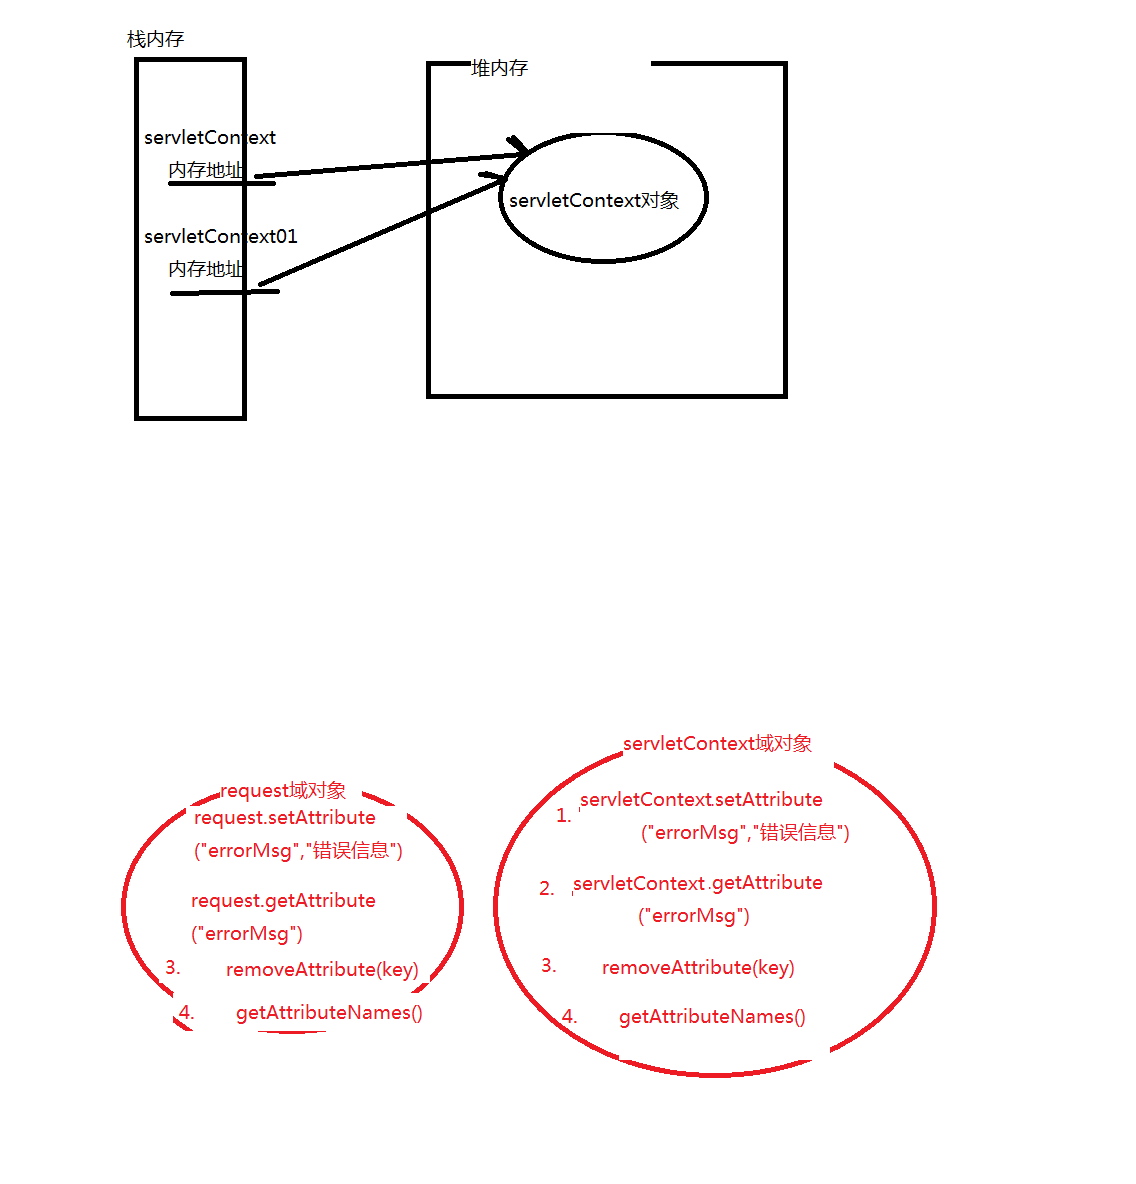 栈内存
堆内存
servletContext
内存地址
servletContext对象
servletContext01
内存地址
request域对象
request.setAttribute
("errorMsg","错误信息")
request.getAttribute
("errorMsg")
3. removeAttribute(key)
4. getAttributeNames()
servletContext域对象
1. servletContext.setAttribute
("errorMsg","错误信息")
2. servletContext.getAttribute
("errorMsg")
3. removeAttribute(key)
4. getAttributeNames()